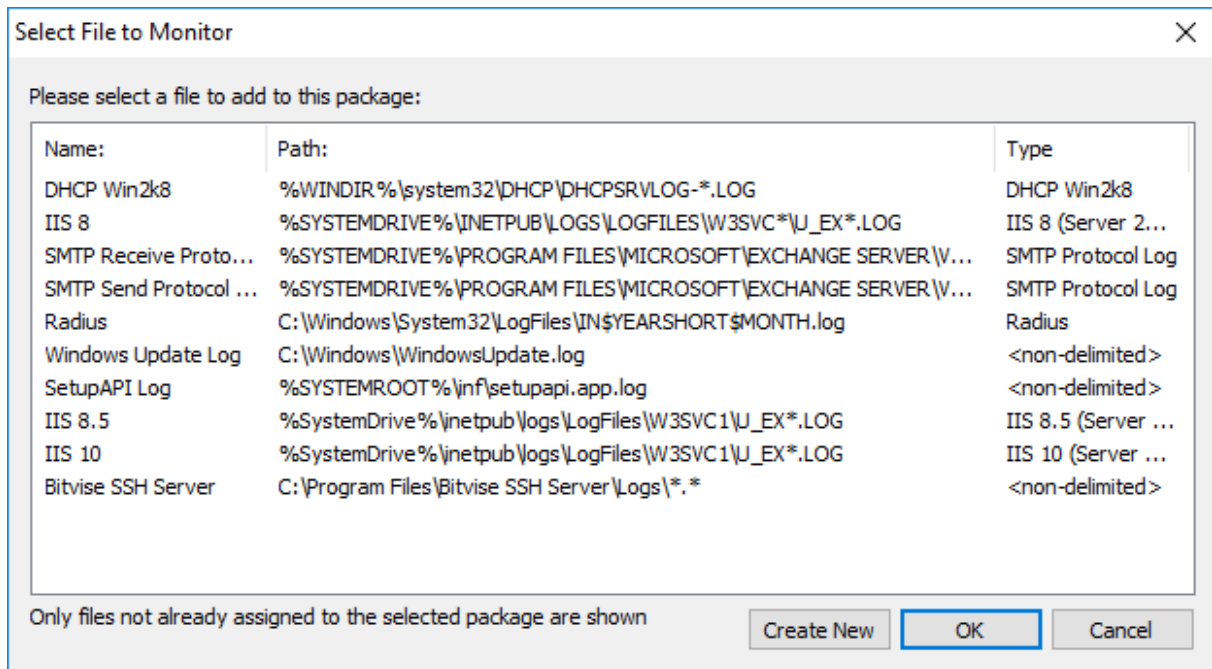 Select File to Monitor
Please select a file to add to this package:
Name: Path: Type
DHCP Win2k8 %WINDIR%\system32\DHCP\DHCPSRVLOG-*.LOG DHCP Win2k8
IIS 8 %SYSTEMDRIVE%\INETPUB\LOGS\LOGFILES\W3SVC*\U_EX*.LOG IIS 8 (Server 2...
SMTP Receive Proto... %SYSTEMDRIVE%\PROGRAM FILES\MICROSOFT\EXCHANGE SERVER\V... SMTP Protocol Log
SMTP Send Protocol ... %SYSTEMDRIVE%\PROGRAM FILES\MICROSOFT\EXCHANGE SERVER\V... SMTP Protocol Log
Radius C:\Windows\System32\LogFiles\IN$YEARSHORT$MONTH.log Radius
Windows Update Log C:\Windows\WindowsUpdate.log <non-delimited>
SetupAPI Log %SYSTEMROOT%\inf\setupapi.app.log <non-delimited>
IIS 8.5 %SystemDrive%\inetpub\logs\LogFiles\W3SVC1\U_EX*.LOG IIS 8.5 (Server ...
IIS 10 %SystemDrive%\inetpub\logs\LogFiles\W3SVC1\U_EX*.LOG IIS 10 (Server ...
Bitvise SSH Server C:\Program Files\Bitvise SSH Server\Logs\*.* <non-delimited>
Only files not already assigned to the selected package are shown
Create New OK Cancel